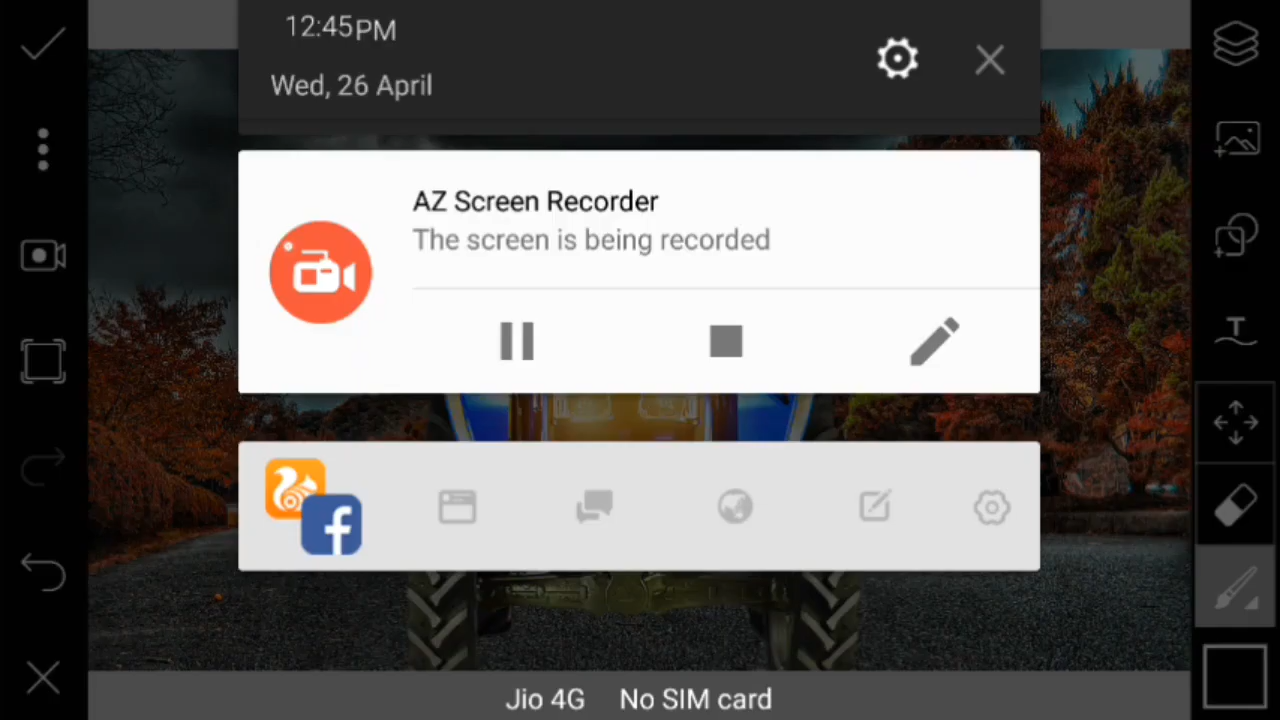 12:45PM
Wed, 26 April
AZ Screen Recorder
The screen is being recorded
Jio 4G No SIM card